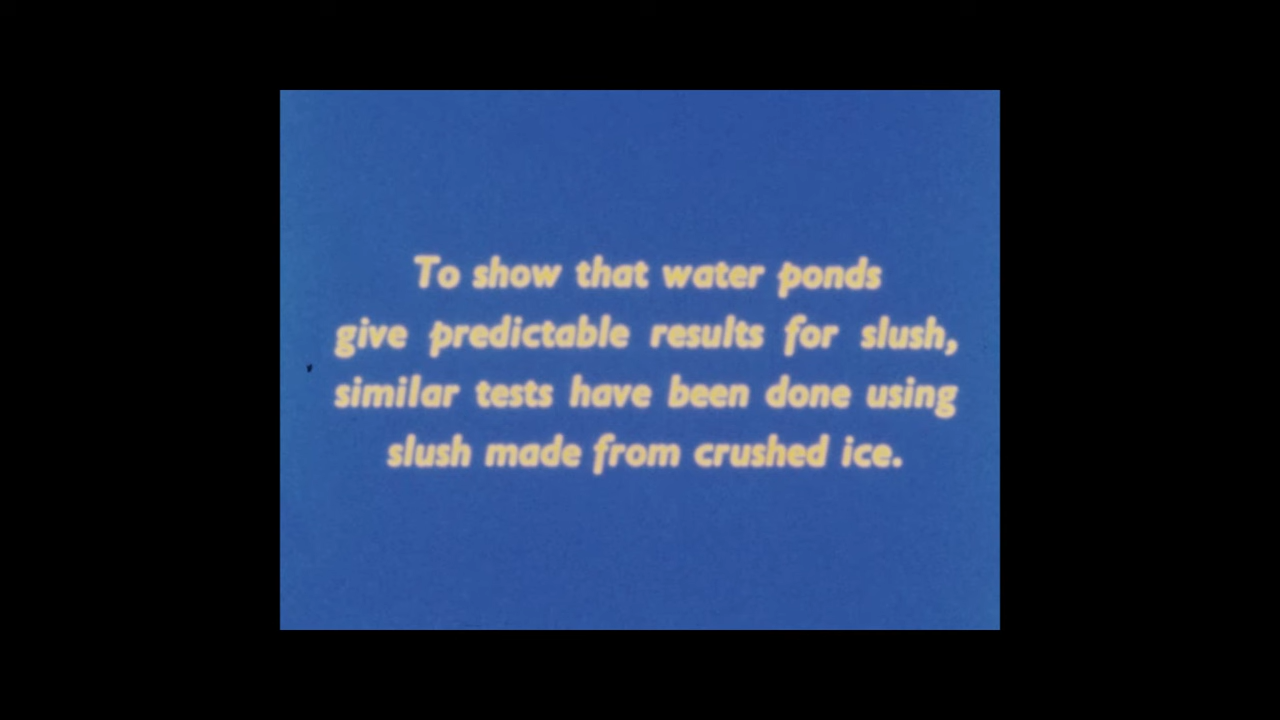 To show that water ponds
give predictable results for slush,
similar tests have been done using
slush made from crushed ice.